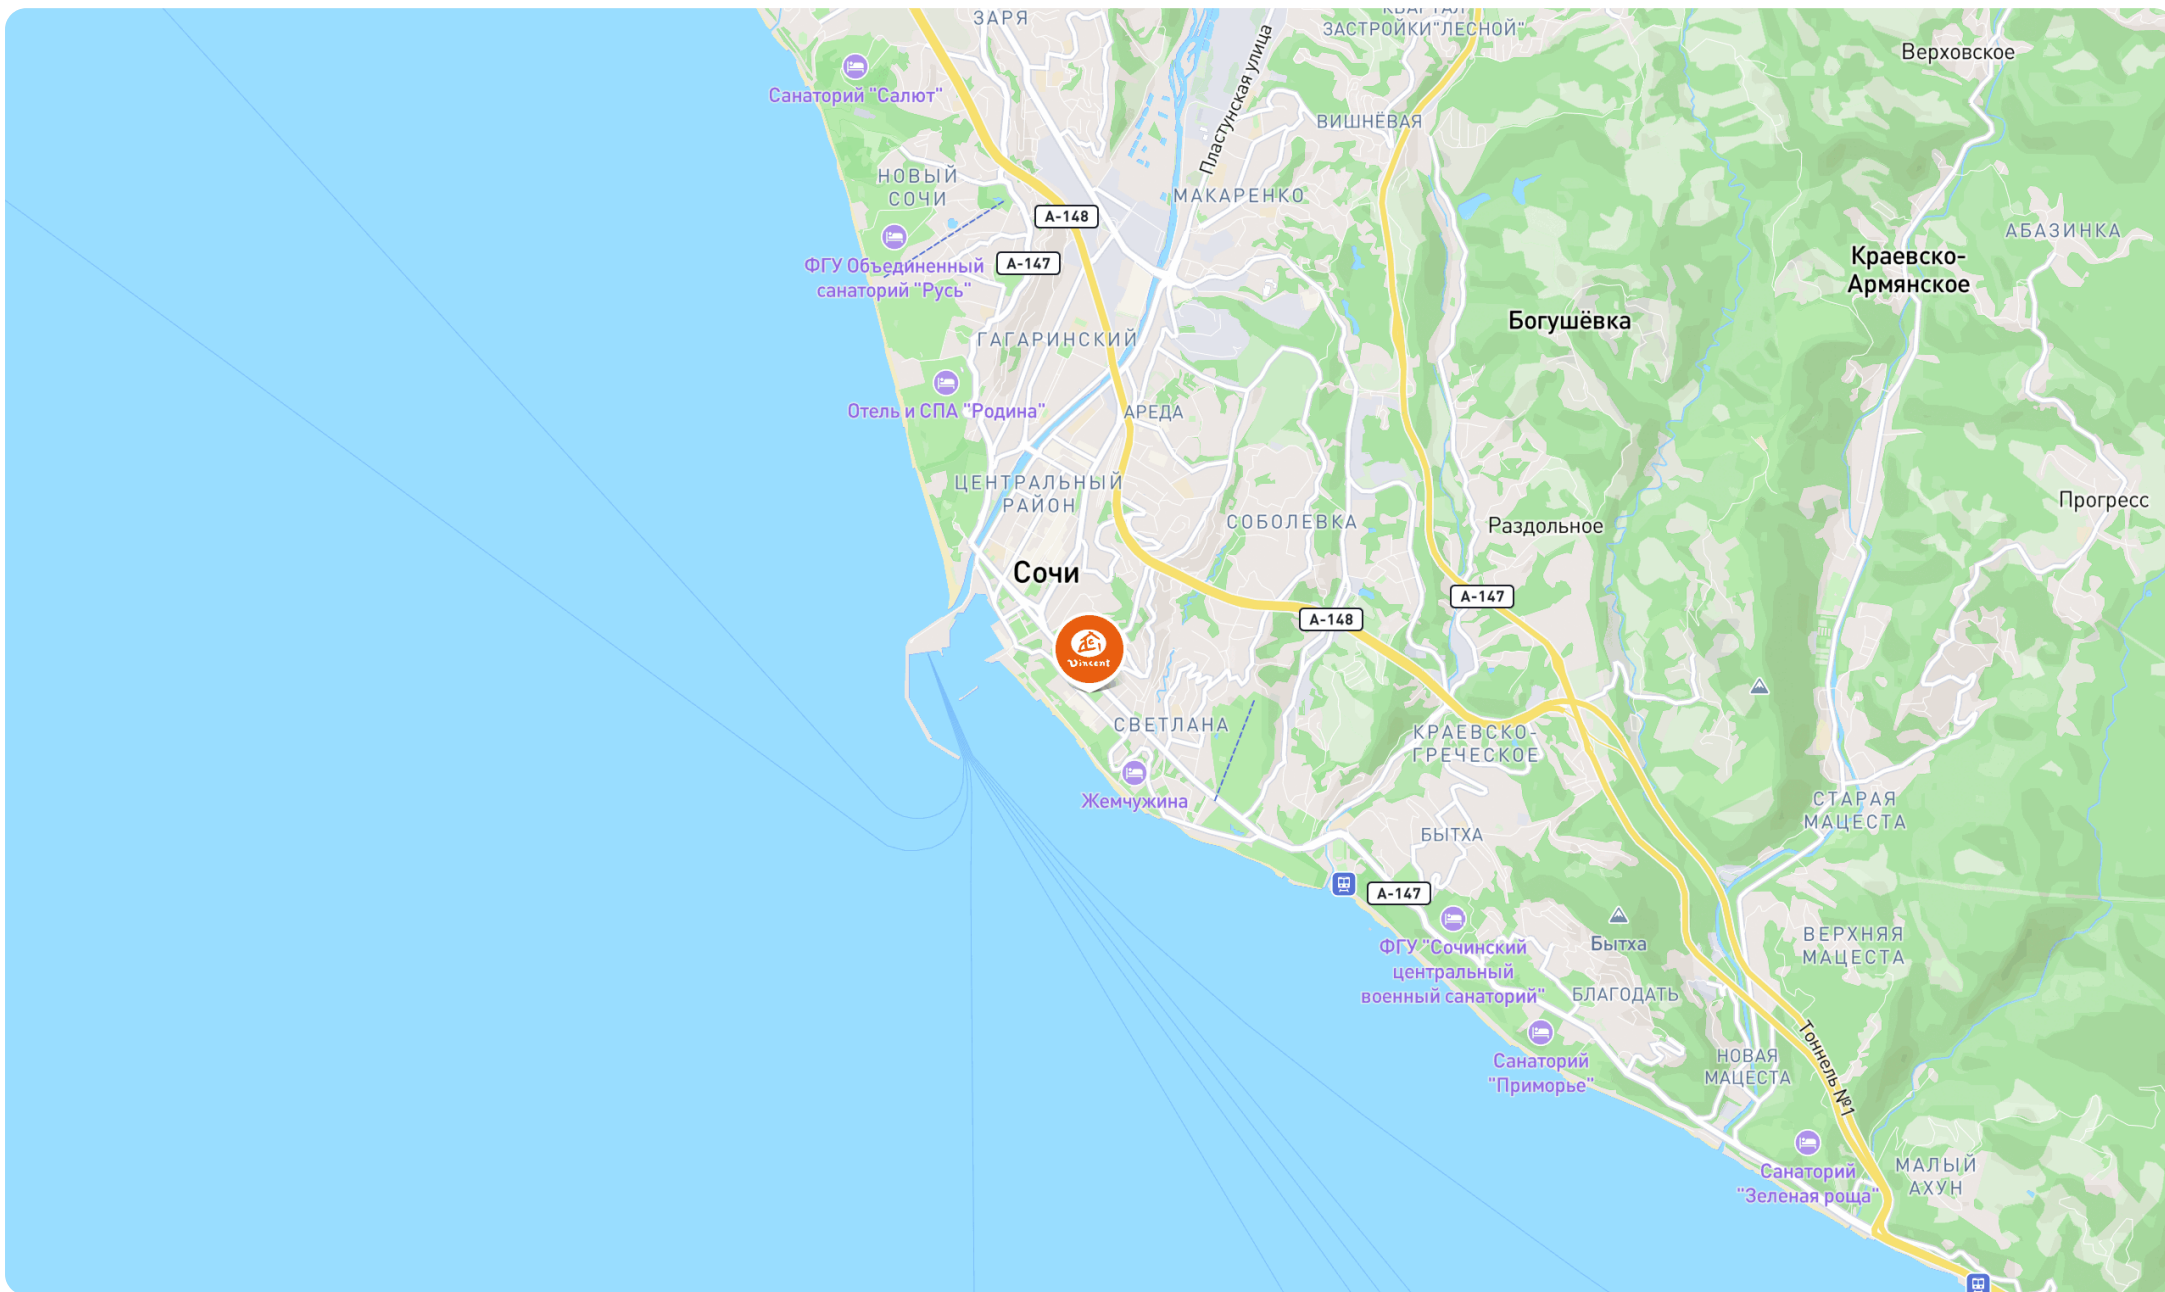 ЗАРЯ
КВАРТАЛ
ЗАСТРОЙКИ"ЛЕСНОЙ"
Верховское
Санаторий "Салют"
Пластунская улица
ВИШНЁВАЯ
НОВЫЙ
СОЧИ
МАКАРЕНКО
А-148
АБАЗИНКА
А-147
ФГУ Объединенный
санаторий "Русь"
Краевско-
Армянское
Богушёвка
ГАГАРИНСКИЙ
Отель и СПА "Родина"
АРЕДА
ЦЕНТРАЛЬНЫЙ
РАЙОН
Прогресс
СОБОЛЕВКА
Раздольное
Сочи
А-147
А-148
Vincent
СВЕТЛАНА
КРАЕВСКО-
ГРЕЧЕСКОЕ
Жемчужина
СТАРАЯ
МАЦЕСТА
БЫТХА
А-147
ФГУ "Сочинский
центральный
военный санаторий"
Бытха
ВЕРХНЯЯ
МАЦЕСТА
БЛАГОДАТЬ
Санаторий
"Приморье"
НОВАЯ
МАЦЕСТА
Тоннель №1
Санаторий
"Зеленая роща"
МАЛЫЙ
АХУН